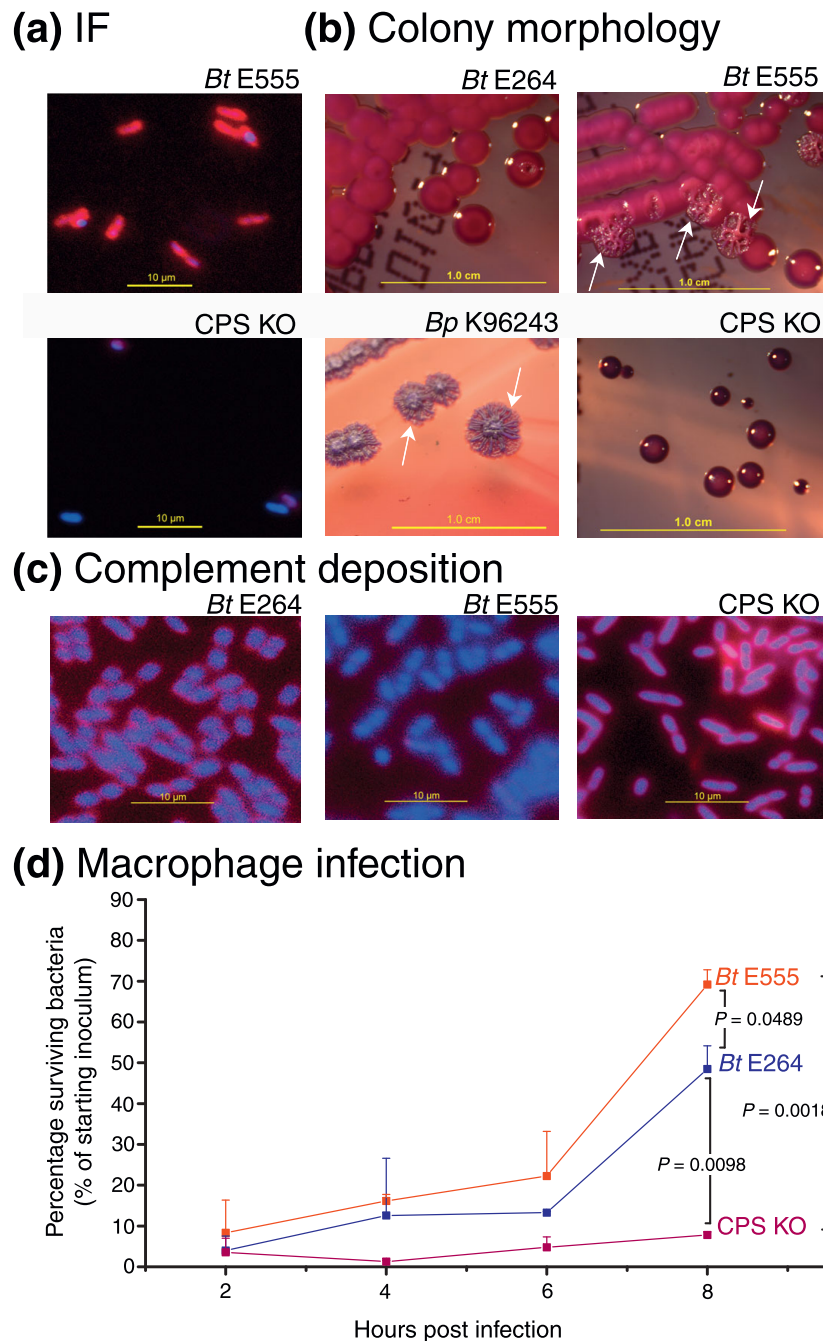 (a) IF
(b) Colony morphology
Bt E555
Bt E264
Bt E555
10 µm
1.0 cm
1.0 cm
CPS KO
Bp K96243
CPS KO
10 µm
1.0 cm
1.0 cm
(c) Complement deposition
Bt E264
Bt E555
CPS KO
10 µm
10 µm
10 µm
(d) Macrophage infection
Percentage surviving bacteria
(% of starting inoculum)
90
80
70
60
50
40
30
20
10
0
Bt E555
P = 0.0489
Bt E264
P = 0.0018
P = 0.0098
CPS KO
2
4
6
8
Hours post infection